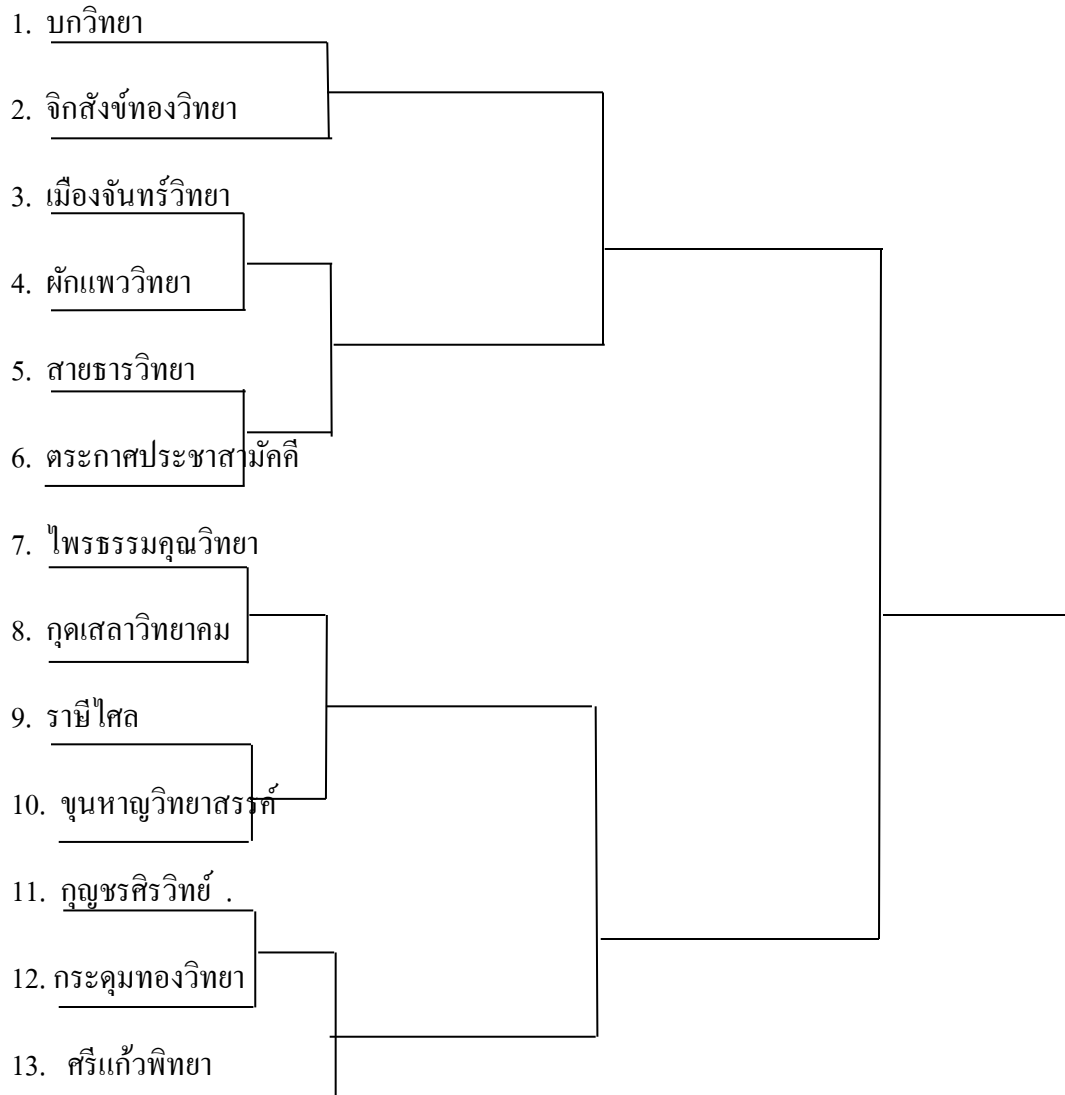 1. บกวิทยา
2. จิกสังข์ทองวิทยา
3. เมืองจันทร์วิทยา
4. ผักแพววิทยา
5. สายธารวิทยา
6. ตระกาศประชาสามัคคี
7. ไพรธรรมคุณวิทยา
8. กุดเสลาวิทยาคม
9. ราษีไศล
10. ขุนหาญวิทยาสรรค์
11. กุญชรศิรวิทย์ .
12. กระดุมทองวิทยา
13. ศรีแก้วพิทยา